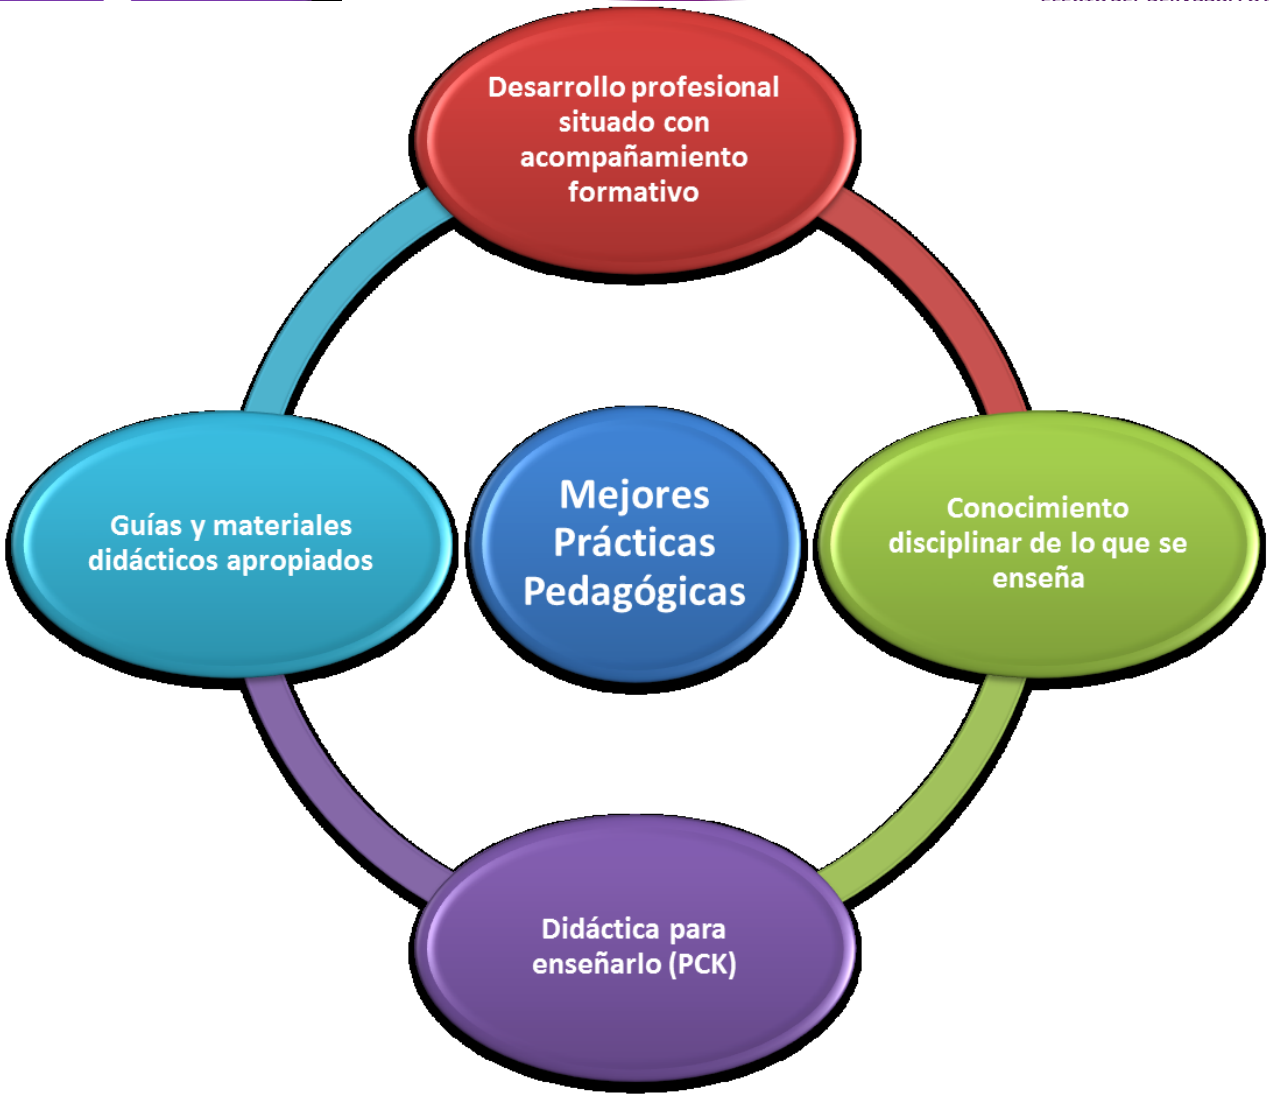 Desarrollo profesional
situado con
acompañamiento
formativo
Guías y materiales
didácticos apropiados
Mejores
Prácticas
Pedagógicas
Conocimiento
disciplinar de lo que se
enseña
Didáctica para
enseñarlo (PCK)